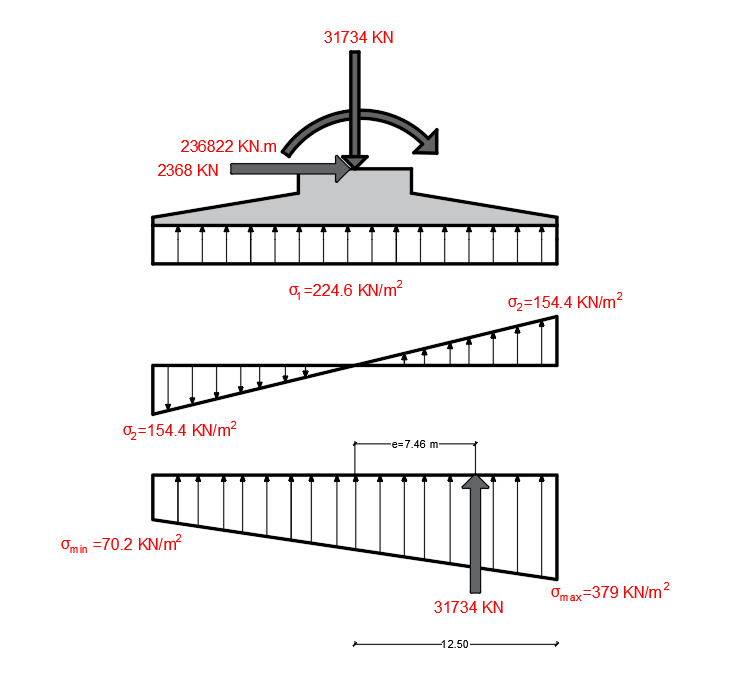 31734 KN
236822 KN.m
2368 KN
σ1=224.6 KN/m2
σ2=154.4 KN/m2
σ2=154.4 KN/m2
e=7.46 m
σmin =70.2 KN/m2
σmax=379 KN/m2
31734 KN
12.50